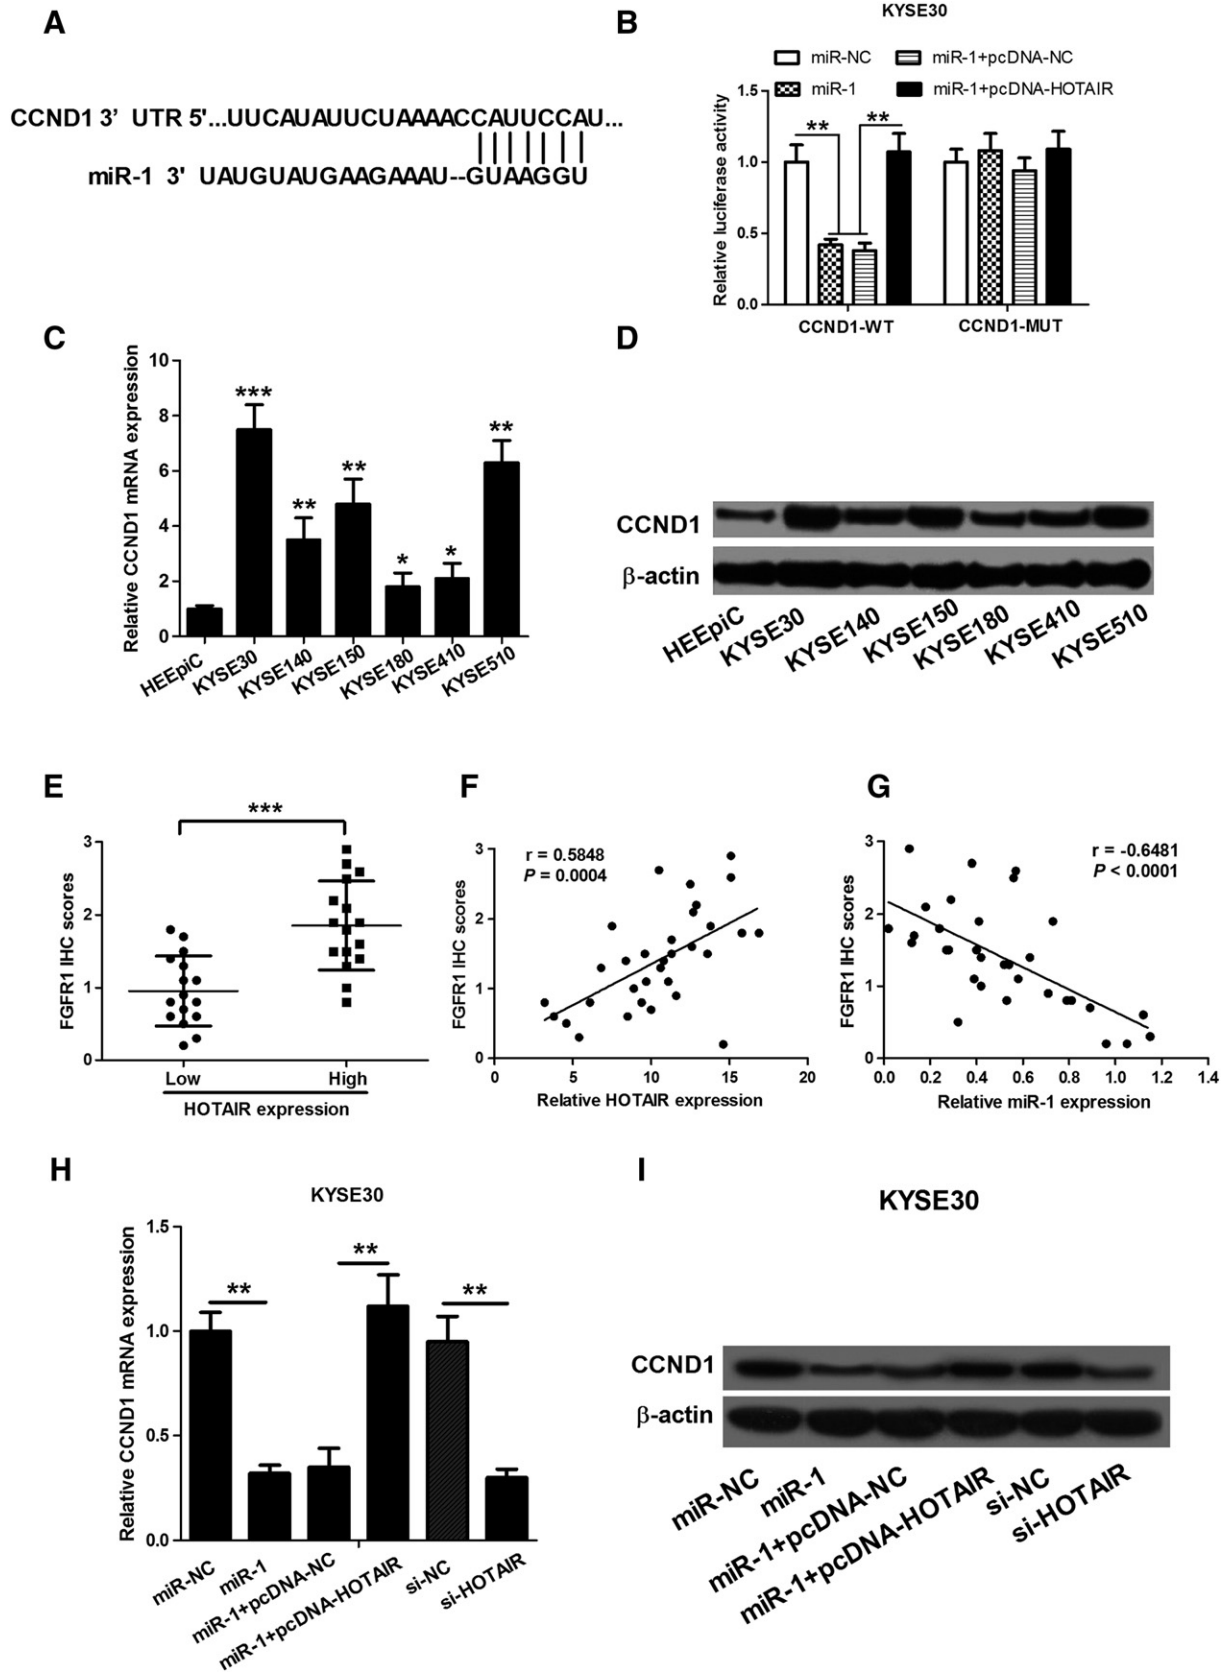 A
CCND1 3' UTR 5'...UUCAUAUUCUAAAACCAUUCCAU...
miR-1 3' UAUGUAUGAAGAAAU--GUAAGGU
B
KYSE30
miR-NC
miR-1+pcDNA-NC
miR-1
miR-1+pcDNA-HOTAIR
Relative luciferase activity
1.5
1.0
0.5
0.0
**
**
CCND1-WT
CCND1-MUT
C
Relative CCND1 mRNA expression
10
8
6
4
2
0
***
**
**
*
*
**
HEEpiC
KYSE30
KYSE140
KYSE150
KYSE180
KYSE410
KYSE510
D
CCND1
β-actin
HEEpiC
KYSE30
KYSE140
KYSE150
KYSE180
KYSE410
KYSE510
E
***
FGFR1 IHC scores
3
2
1
0
Low
High
HOTAIR expression
F
r = 0.5848
P = 0.0004
FGFR1 IHC scores
3
2
1
0
0
5
10
15
20
Relative HOTAIR expression
G
r = -0.6481
P < 0.0001
FGFR1 IHC scores
3
2
1
0
0.0
0.2
0.4
0.6
0.8
1.0
1.2
1.4
Relative miR-1 expression
H
KYSE30
Relative CCND1 mRNA expression
1.5
1.0
0.5
0.0
**
**
**
miR-NC
miR-1
miR-1+pcDNA-NC
miR-1+pcDNA-HOTAIR
si-NC
si-HOTAIR
I
KYSE30
CCND1
β-actin
miR-NC
miR-1
miR-1+pcDNA-NC
miR-1+pcDNA-HOTAIR
si-NC
si-HOTAIR